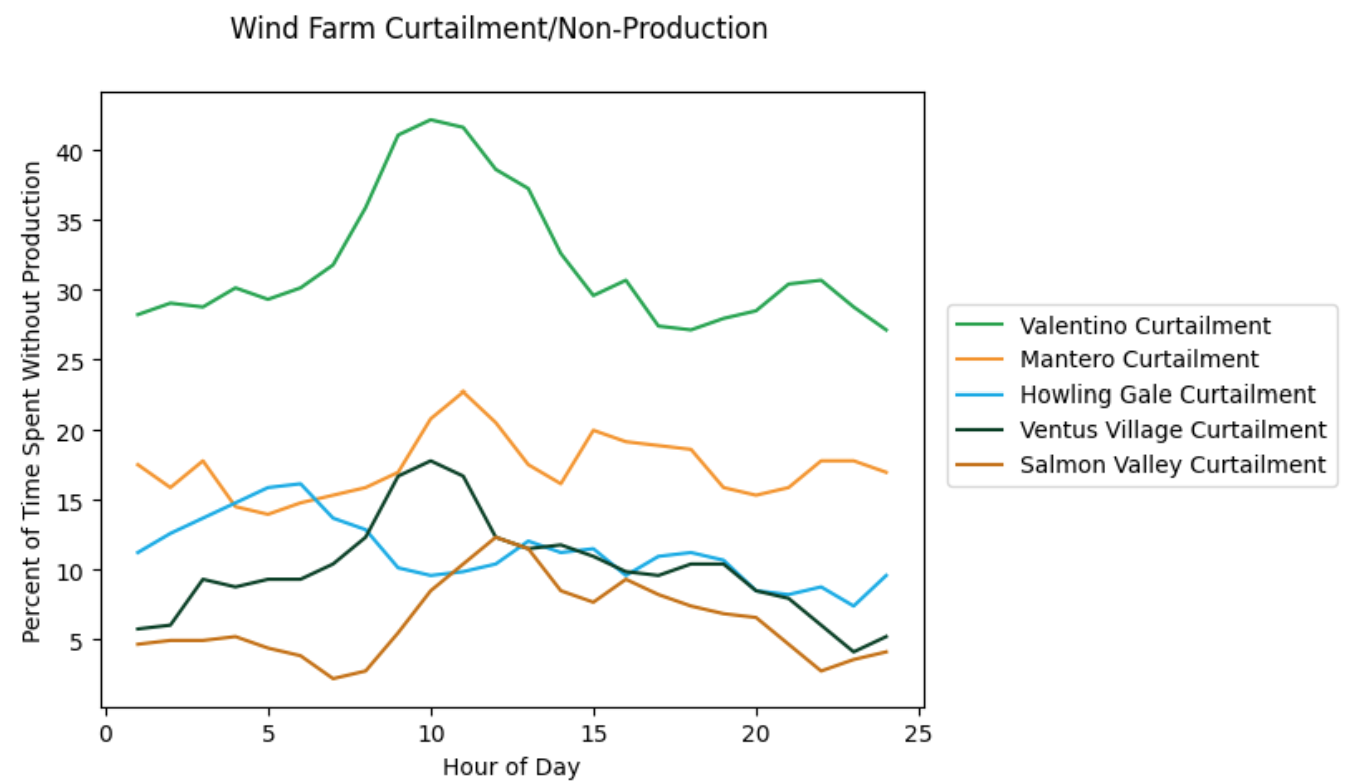 Wind Farm Curtailment/Non-Production
Percent of Time Spent Without Production
40
35
30
25
20
15
10
5
0
5
10
15
20
25
Hour of Day
Valentino Curtailment
Mantero Curtailment
Howling Gale Curtailment
Ventus Village Curtailment
Salmon Valley Curtailment